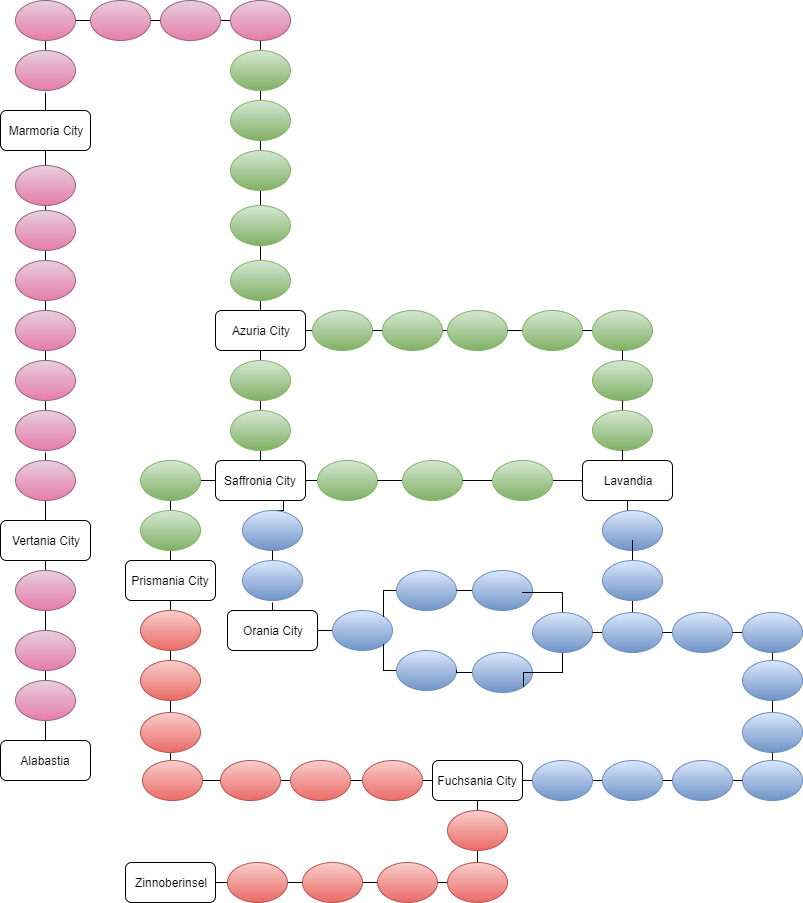 Marmoria City
Azuria City
Saffronia City
Lavandia
Vertania City
Prismania City
Orania City
Alabastia
Fuchsania City
Zinnoberinsel